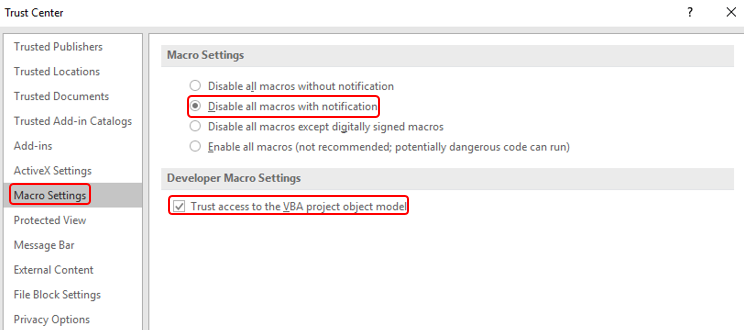 Trust Center
?
Trusted Publishers
Trusted Locations
Trusted Documents
Trusted Add-in Catalogs
Add-ins
ActiveX Settings
Macro Settings
Protected View
Message Bar
External Content
File Block Settings
Privacy Options
Macro Settings
Disable all macros without notification
Disable all macros with notification
Disable all macros except digitally signed macros
Enable all macros (not recommended; potentially dangerous code can run)
Developer Macro Settings
Trust access to the VBA project object model